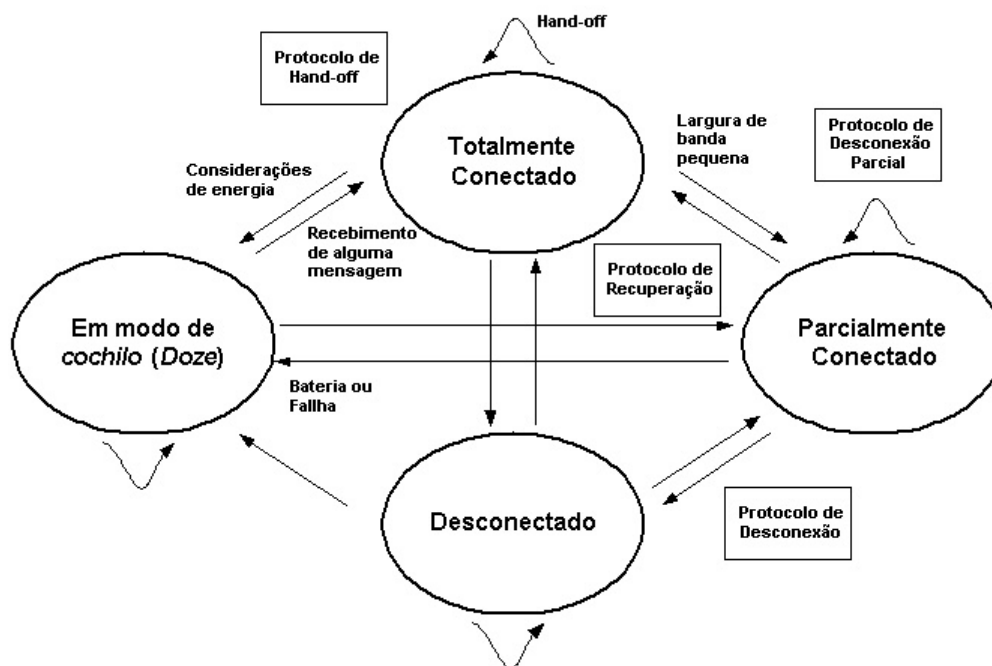 Hand-off
Protocolo de
Hand-off
Totalmente
Conectado
Largura de
banda
pequena
Protocolo de
Desconexão
Parcial
Considerações
de energia
Recebimento
de alguma
mensagem
Protocolo de
Recuperação
Em modo de
cochilo (Doze)
Parcialmente
Conectado
Bateria ou
Fallha
Desconectado
Protocolo de
Desconexão